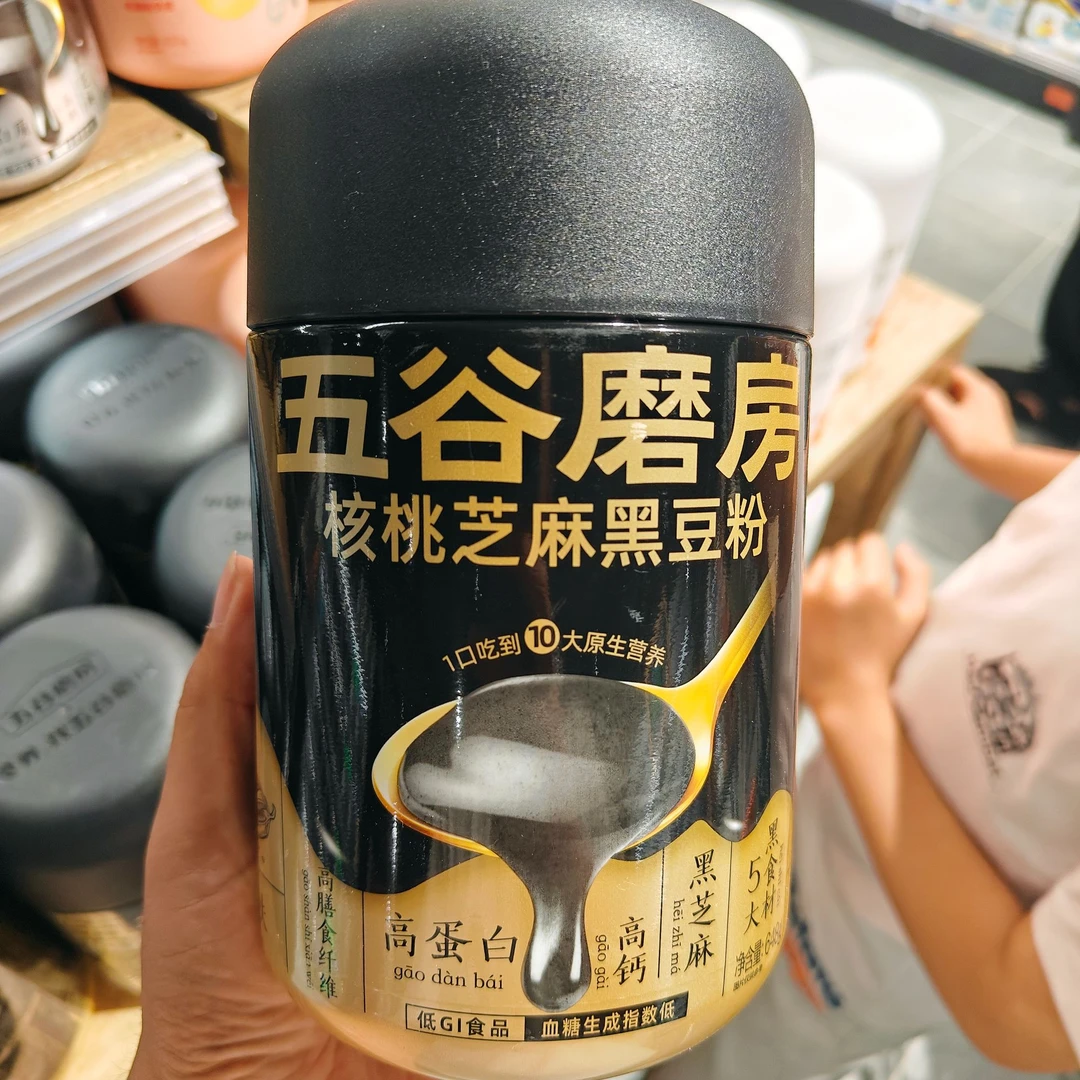 五谷磨房
核桃芝麻黑豆粉
1口吃到10大原生营养
高膳食纤维
高蛋白
gāo dàn bái
高钙
gāo gài
黑芝麻
hēi zhī má
5大
黑食材
净含量:
低GI食品 血糖生成指数低